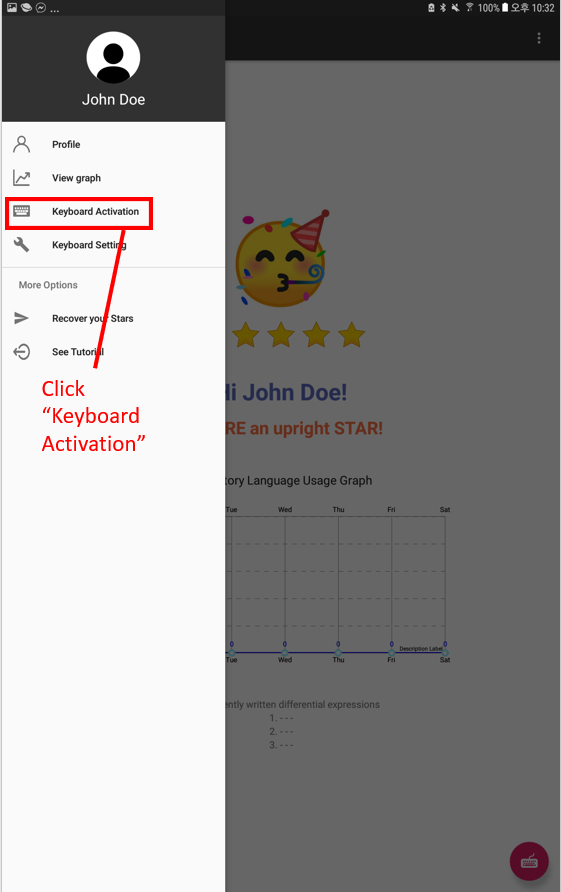 ...
100% 오후 10:32
John Doe
Profile
View graph
Keyboard Activation
Keyboard Setting
More Options
Recover your Stars
See Tutorial
Click
“Keyboard
Activation”
Hi John Doe!
RE an upright STAR!
tory Language Usage Graph
Tue Wed Thu Fri Sat
0 0 0 0 0
Description Label
Tue Wed Thu Fri Sat
ently written differential expressions
1. - - -
2. - - -
3. - - -